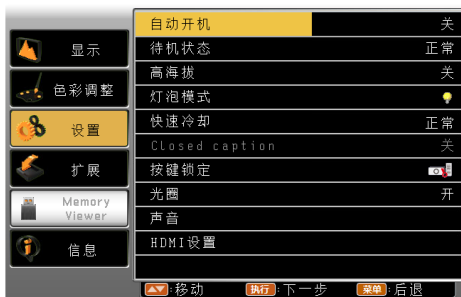 显示
色彩调整
设置
扩展
Memory Viewer
信息
自动开机 关
待机状态 正常
高海拔 关
灯泡模式
快速冷却 正常
Closed caption 关
按键锁定
光圈 开
声音
HDMI设置
移动 执行:下一步 菜单:后退